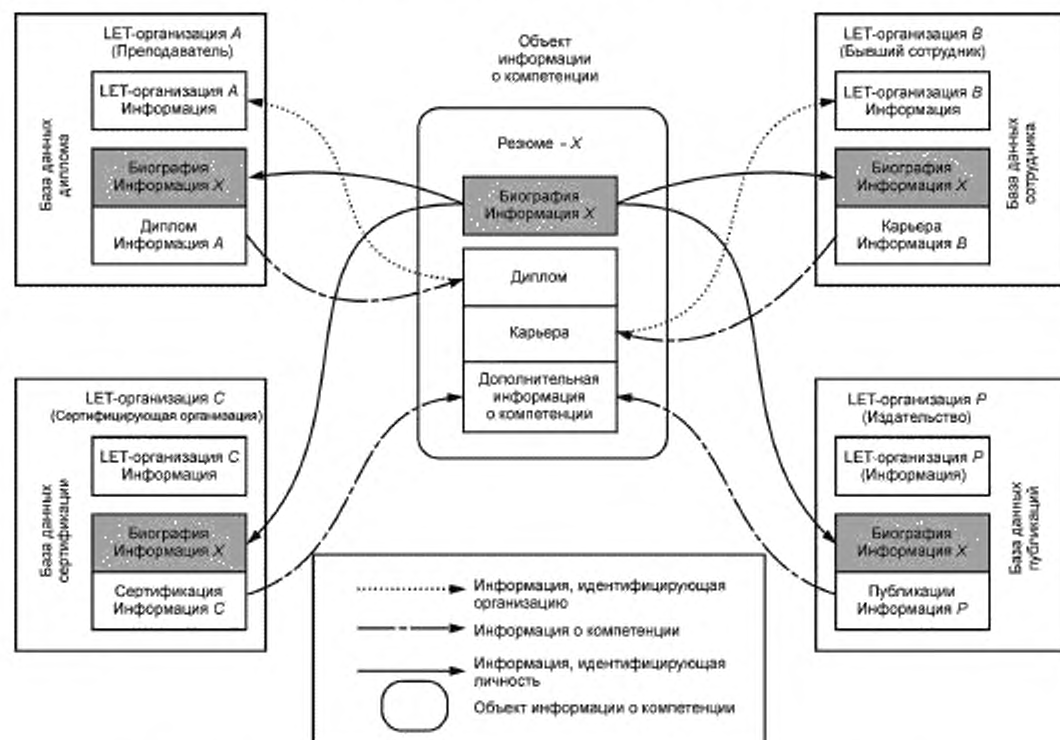 LET-организация A
(Преподаватель)
LET-организация A
Информация
База данных
диплома
Биография
Информация X
Диплом
Информация A
Объект
информации
о компетенции
Резюме - X
Биография
Информация X
Диплом
Карьера
Дополнительная
информация
о компетенции
LET-организация B
(Бывший сотрудник)
LET-организация B
Информация
База данных
сотрудника
Биография
Информация X
Карьера
Информация B
LET-организация C
(Сертифицирующая организация)
LET-организация C
Информация
База данных
сертификации
Биография
Информация X
Сертификация
Информация C
LET-организация P
(Издательство)
LET-организация P
(Информация)
База данных
публикаций
Биография
Информация X
Публикации
Информация P
Информация, идентифицирующая
организацию
Информация о компетенции
Информация, идентифицирующая
личность
Объект информации о компетенции